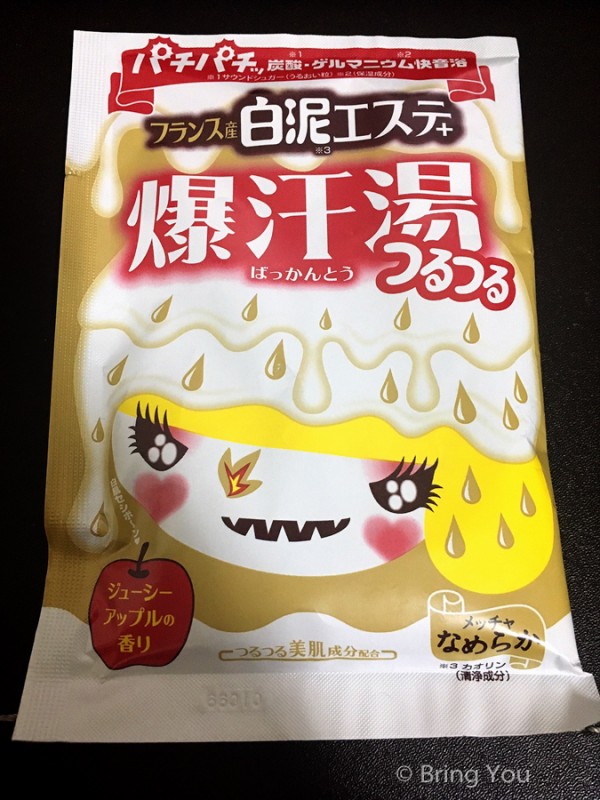 パチパチッ ※1炭酸・ゲルマニウム※2快音浴
※1サウンドシュガー(うるおい粒) ※2(保湿成分)
フランス産白泥エステ+
※3
爆汗湯
ばっかんとう
つるつる
ジューシー
アップルの
香り
つるつる美肌成分配合
メッチャ
なめらか
※3 カオリン
(清浄成分)
© Bring You